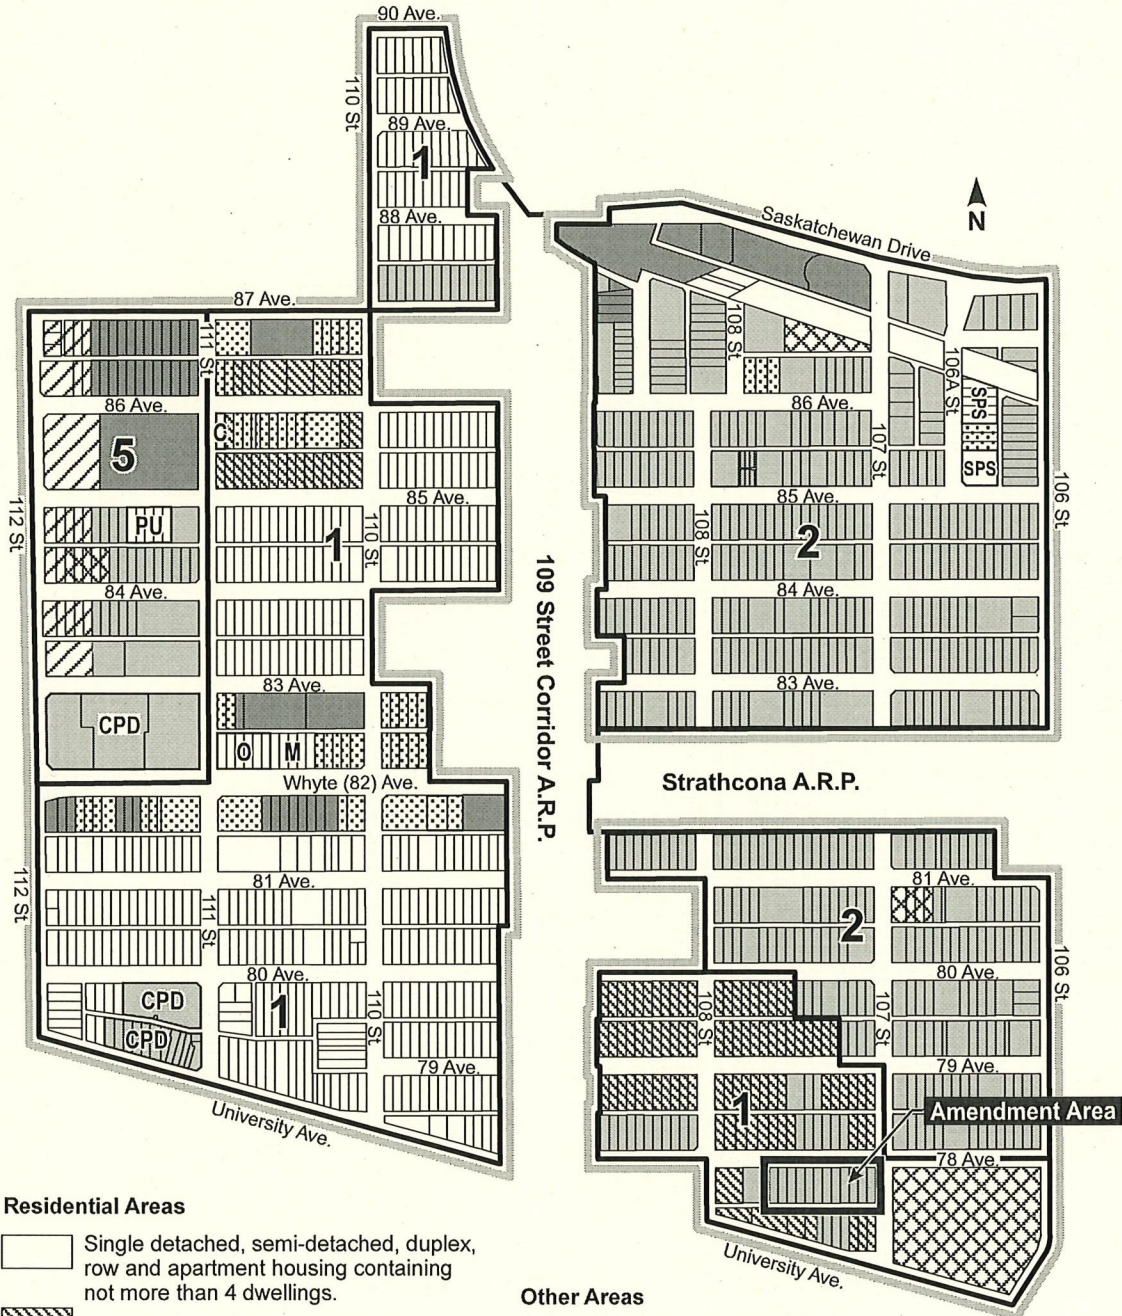 90 Ave.
110 St
89 Ave.
1
88 Ave.
N
Saskatchewan Drive
87 Ave.
111 St
108 St
106A St
SPS
86 Ave.
86 Ave.
C
5
107 St
SPS
106 St
112 St
PU
85 Ave.
110 St
1
85 Ave.
108 St
2
109 Street Corridor A.R.P.
84 Ave.
84 Ave.
83 Ave.
83 Ave.
CPD
O
M
Whyte (82) Ave.
Strathcona A.R.P.
112 St
81 Ave.
81 Ave.
111 St
2
106 St
80 Ave.
80 Ave.
CPD
1
110 St
108 St
107 St
CPD
79 Ave.
79 Ave.
1
Amendment Area
University Ave.
78 Ave.
University Ave.
Residential Areas
Single detached, semi-detached, duplex,
row and apartment housing containing
not more than 4 dwellings.
Other Areas